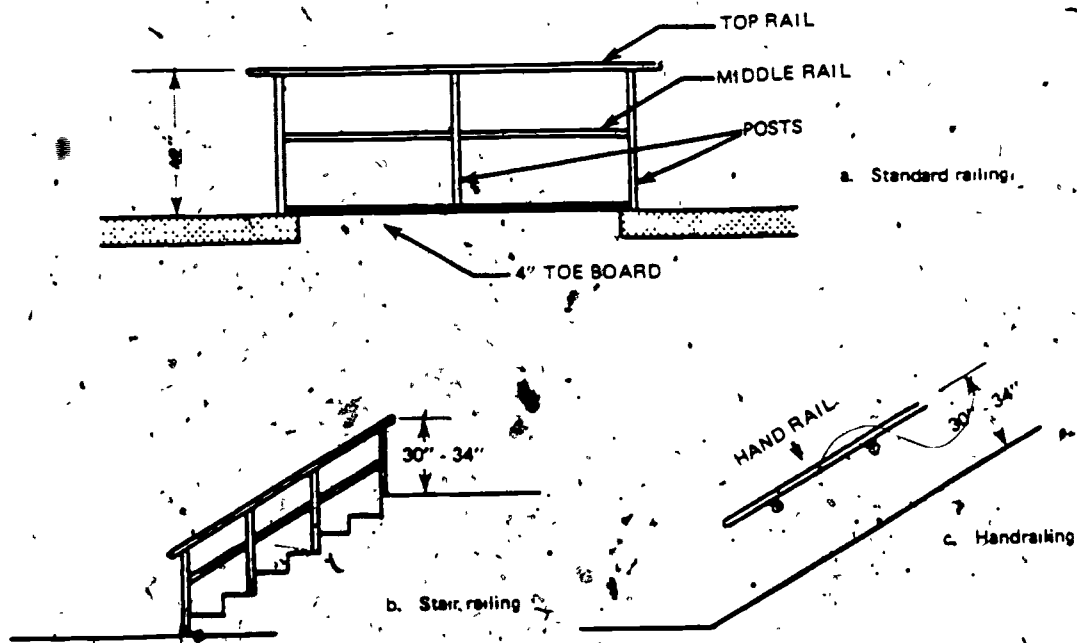 TOP RAIL
MIDDLE RAIL
POSTS
42"
a. Standard railing.
4" TOE BOARD
30" - 34"
HAND RAIL
30" - 34"
b. Stair railing
c. Handrailing